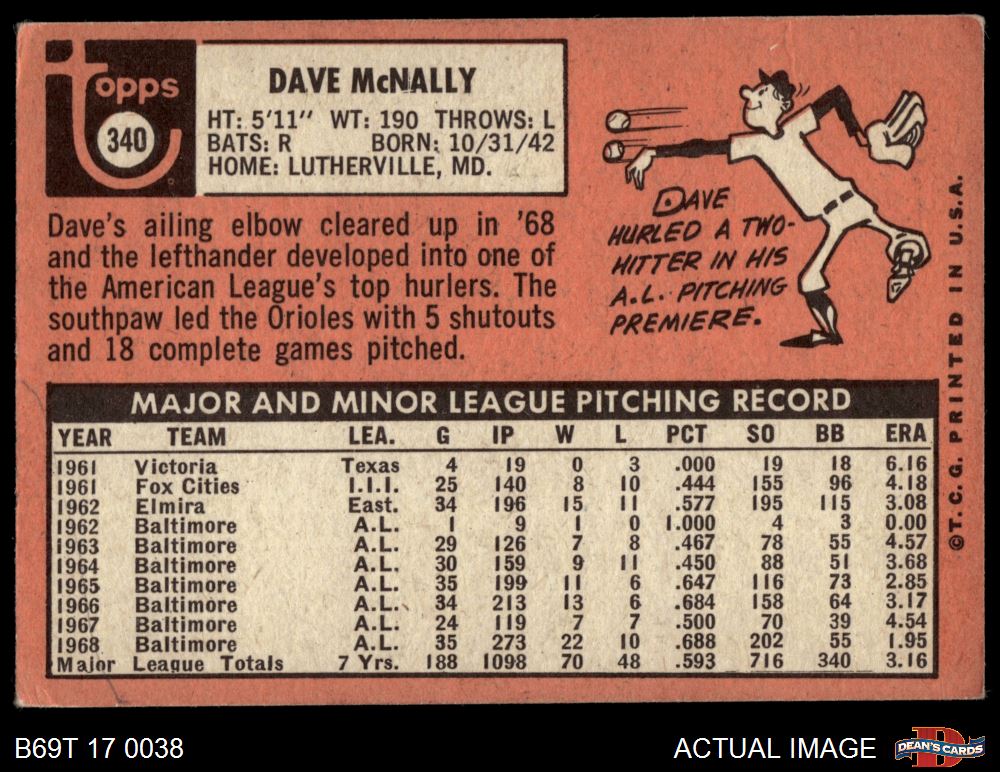 Topps
340
DAVE McNALLY
HT: 5'11" WT: 190 THROWS: L
BATS: R BORN: 10/31/42
HOME: LUTHERVILLE, MD.
Dave's ailing elbow cleared up in '68
and the lefthander developed into one of
the American League's top hurlers. The
southpaw led the Orioles with 5 shutouts
and 18 complete games pitched.
DAVE
HURLED A TWO-
HITTER IN HIS
A.L. PITCHING
PREMIERE.
MAJOR AND MINOR LEAGUE PITCHING RECORD
YEAR TEAM LEA. G IP W L PCT SO BB ERA
1961 Victoria Texas 4 19 0 3 .000 19 18 6.16
1961 Fox Cities I.I.I. 25 140 8 10 .444 155 96 4.18
1962 Elmira East. 34 196 15 11 .577 195 115 3.08
1962 Baltimore A.L. 1 9 1 0 1.000 4 3 0.00
1963 Baltimore A.L. 29 126 7 8 .467 78 55 4.57
1964 Baltimore A.L. 30 159 9 11 .450 88 51 3.68
1965 Baltimore A.L. 35 199 11 6 .647 116 73 2.85
1966 Baltimore A.L. 34 213 13 6 .684 158 64 3.17
1967 Baltimore A.L. 24 119 7 7 .500 70 39 4.54
1968 Baltimore A.L. 35 273 22 10 .688 202 55 1.95
Major League Totals 7 Yrs. 188 1098 70 48 .593 716 340 3.16
©T. C. G. PRINTED IN U.S.A.
B69T 17 0038
ACTUAL IMAGE
DEAN'S CARDS